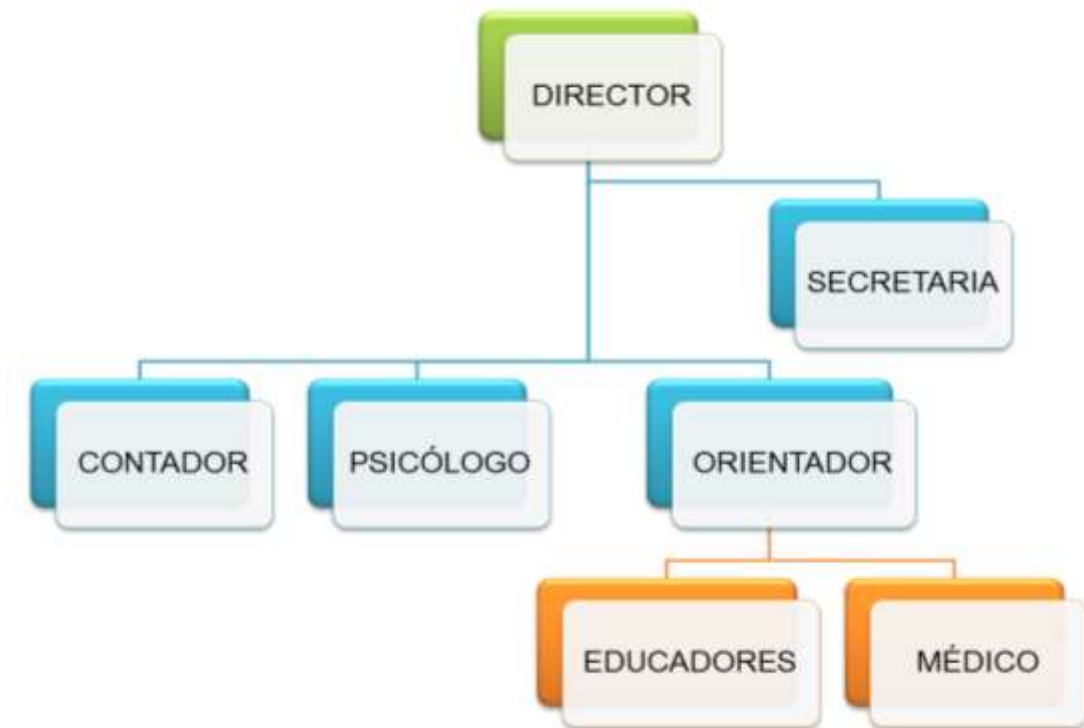 DIRECTOR
SECRETARIA
CONTADOR
PSICÓLOGO
ORIENTADOR
EDUCADORES
MÉDICO